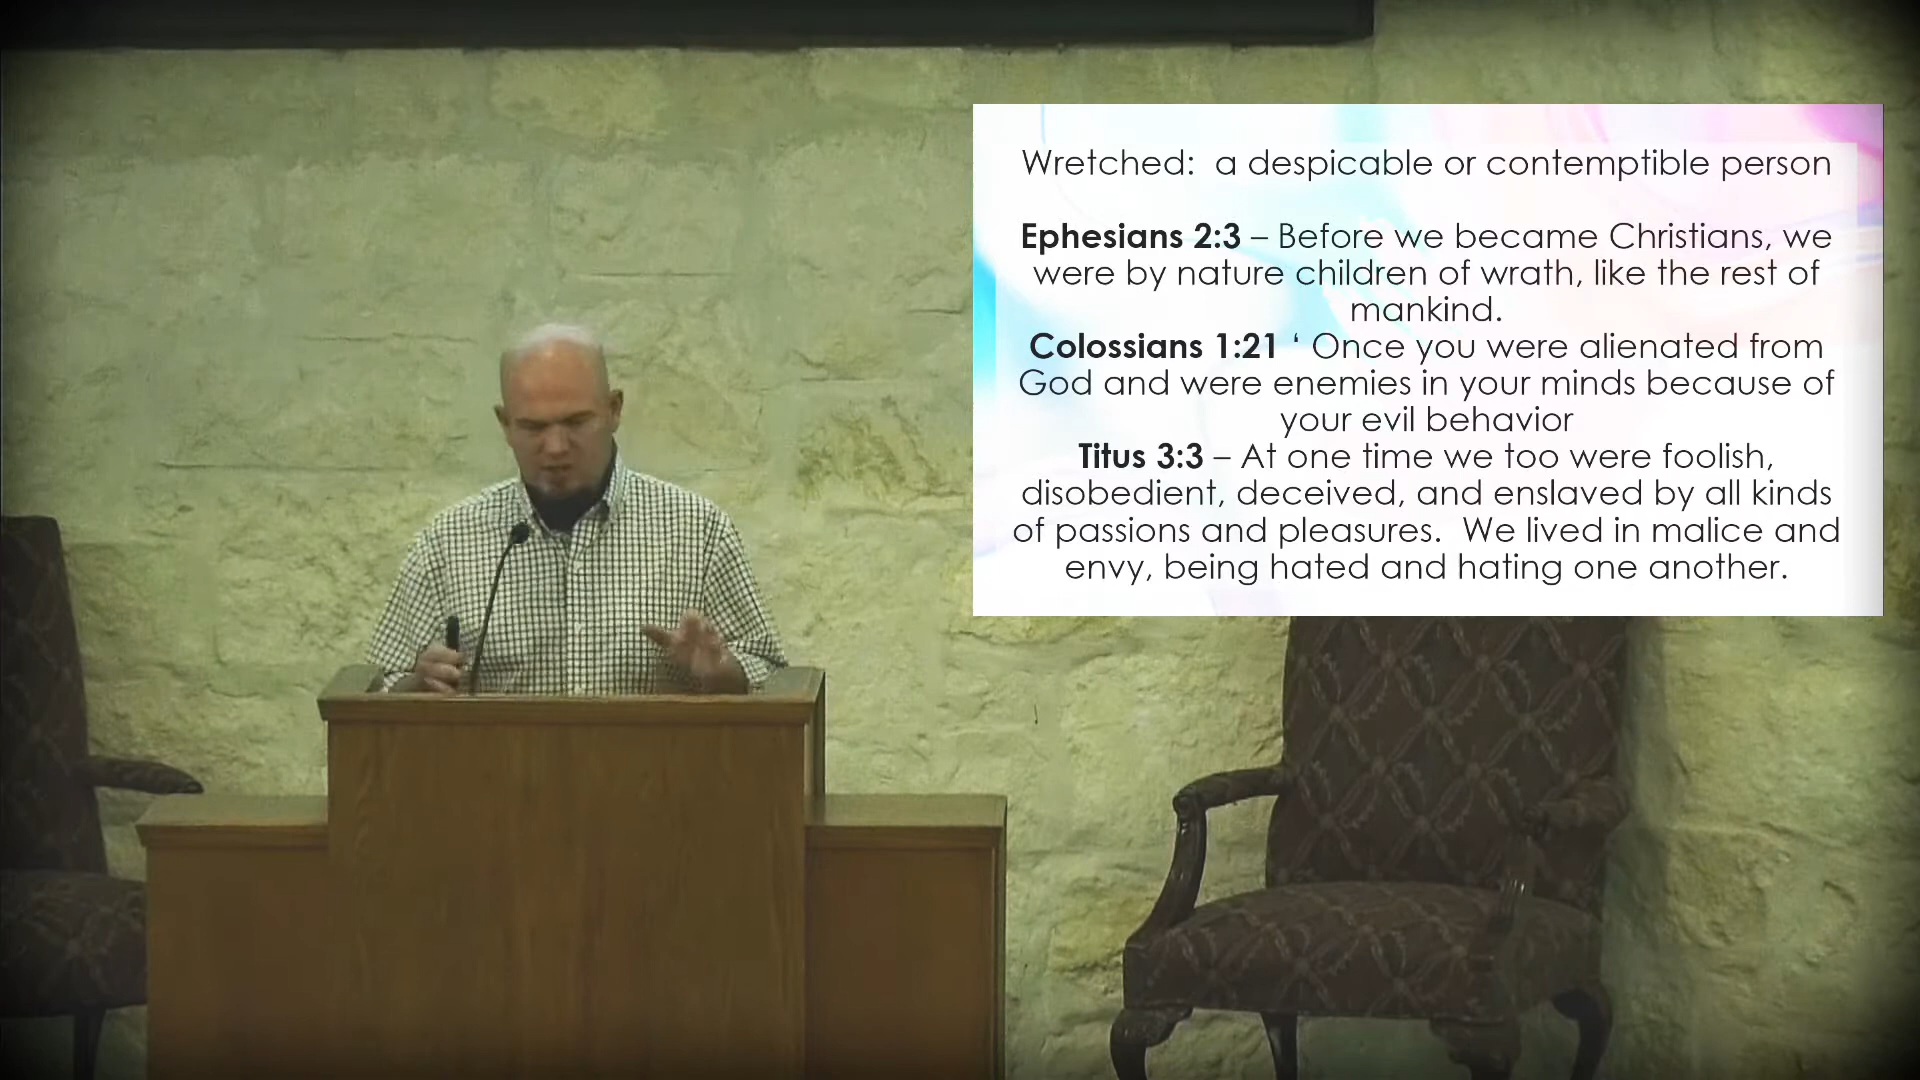 Wretched:  a despicable or contemptible person
Ephesians 2:3 – Before we became Christians, we
were by nature children of wrath, like the rest of
mankind.
Colossians 1:21 ‘ Once you were alienated from
God and were enemies in your minds because of
your evil behavior
Titus 3:3 – At one time we too were foolish,
disobedient, deceived, and enslaved by all kinds
of passions and pleasures.  We lived in malice and
envy, being hated and hating one another.